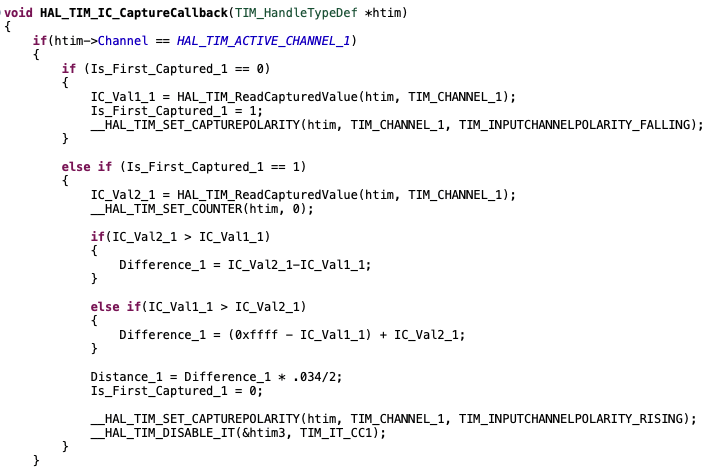 void HAL_TIM_IC_CaptureCallback(TIM_HandleTypeDef *htim)
{
    if(htim->Channel == HAL_TIM_ACTIVE_CHANNEL_1)
    {
        if (Is_First_Captured_1 == 0)
        {
            IC_Val1_1 = HAL_TIM_ReadCapturedValue(htim, TIM_CHANNEL_1);
            Is_First_Captured_1 = 1;
            __HAL_TIM_SET_CAPTUREPOLARITY(htim, TIM_CHANNEL_1, TIM_INPUTCHANNELPOLARITY_FALLING);
        }

        else if (Is_First_Captured_1 == 1)
        {
            IC_Val2_1 = HAL_TIM_ReadCapturedValue(htim, TIM_CHANNEL_1);
            __HAL_TIM_SET_COUNTER(htim, 0);

            if(IC_Val2_1 > IC_Val1_1)
            {
                Difference_1 = IC_Val2_1-IC_Val1_1;
            }

            else if(IC_Val1_1 > IC_Val2_1)
            {
                Difference_1 = (0xffff - IC_Val1_1) + IC_Val2_1;
            }

            Distance_1 = Difference_1 * .034/2;
            Is_First_Captured_1 = 0;

            __HAL_TIM_SET_CAPTUREPOLARITY(htim, TIM_CHANNEL_1, TIM_INPUTCHANNELPOLARITY_RISING);
            __HAL_TIM_DISABLE_IT(&htim3, TIM_IT_CC1);
        }
    }